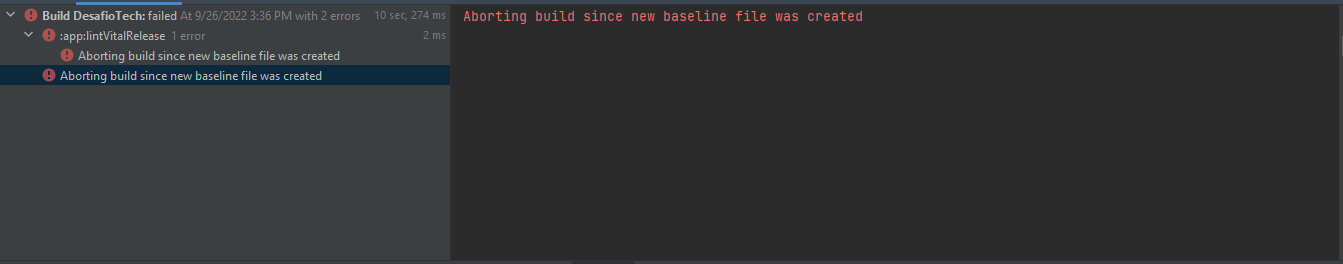 Build DesafioTech: failed At 9/26/2022 3:36 PM with 2 errors 10 sec, 274 ms
:app:lintVitalRelease 1 error 2 ms
Aborting build since new baseline file was created
Aborting build since new baseline file was created
Aborting build since new baseline file was created